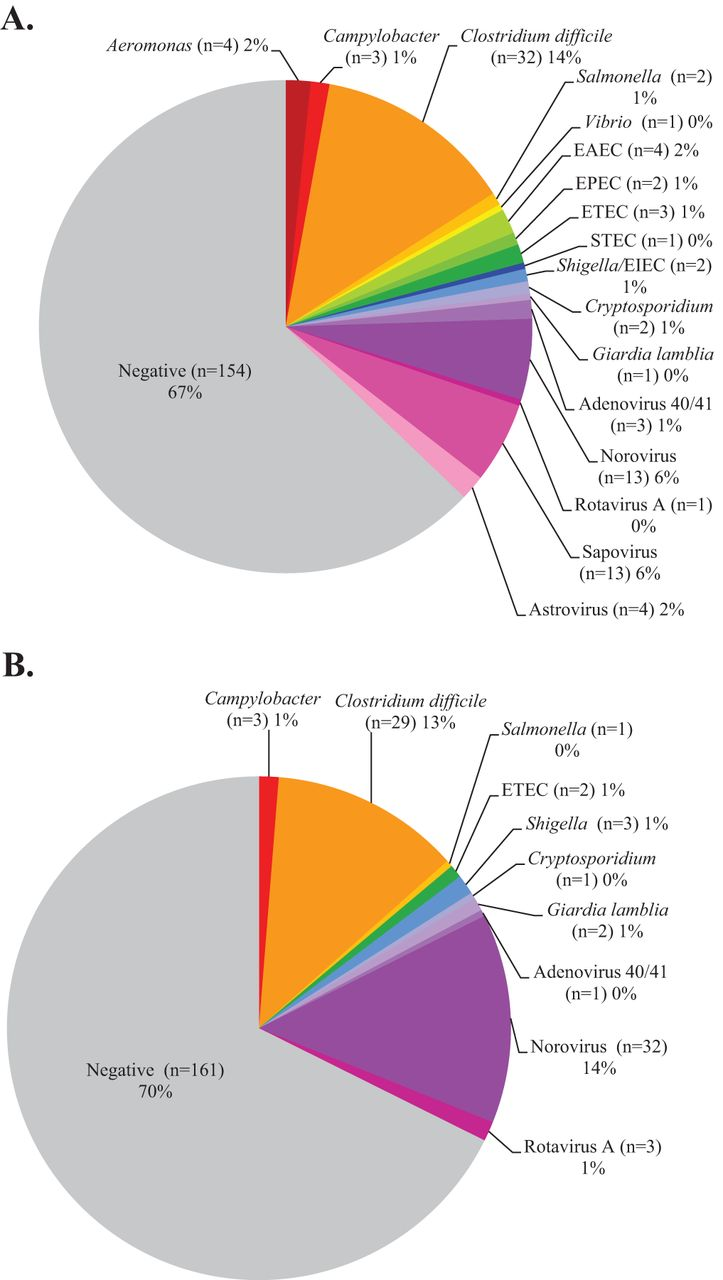 A.
Aeromonas (n=4) 2%
Campylobacter
(n=3) 1%
Clostridium difficile
(n=32) 14%
Salmonella (n=2)
1%
Vibrio (n=1) 0%
EAEC (n=4) 2%
EPEC (n=2) 1%
ETEC (n=3) 1%
STEC (n=1) 0%
Shigella/EIEC (n=2)
1%
Cryptosporidium
(n=2) 1%
Giardia lamblia
(n=1) 0%
Adenovirus 40/41
(n=3) 1%
Norovirus
(n=13) 6%
Rotavirus A (n=1)
0%
Sapovirus
(n=13) 6%
Astrovirus (n=4) 2%
Negative (n=154)
67%
B.
Campylobacter
(n=3) 1%
Clostridium difficile
(n=29) 13%
Salmonella (n=1)
0%
ETEC (n=2) 1%
Shigella (n=3) 1%
Cryptosporidium
(n=1) 0%
Giardia lamblia
(n=2) 1%
Adenovirus 40/41
(n=1) 0%
Norovirus (n=32)
14%
Rotavirus A (n=3)
1%
Negative (n=161)
70%